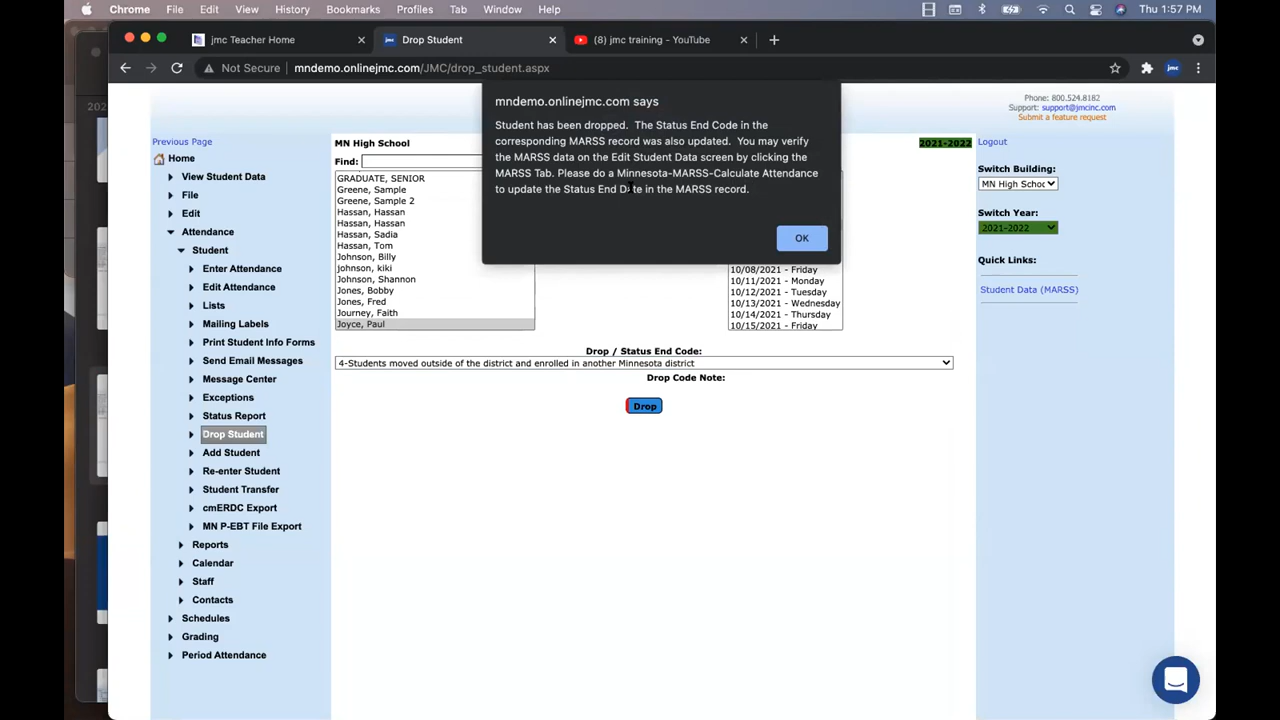 Chrome File Edit View History Bookmarks Profiles Tab Window Help Thu 1:57 PM
jmc Teacher Home
jmc Drop Student
(8) jmc training - YouTube
Not Secure mndemo.onlinejmc.com/JMC/drop_student.aspx jmc
mndemo.onlinejmc.com says
Student has been dropped. The Status End Code in the
corresponding MARSS record was also updated. You may verify
the MARSS data on the Edit Student Data screen by clicking the
MARSS Tab. Please do a Minnesota-MARSS-Calculate Attendance
to update the Status End Date in the MARSS record.
OK
Phone: 800.524.8182
Support: support@jmcinc.com
Submit a feature request
Previous Page
Home
View Student Data
File
Edit
Attendance
Student
Enter Attendance
Edit Attendance
Lists
Mailing Labels
Print Student Info Forms
Send Email Messages
Message Center
Exceptions
Status Report
Drop Student
Add Student
Re-enter Student
Student Transfer
cmERDC Export
MN P-EBT File Export
Reports
Calendar
Staff
Contacts
Schedules
Grading
Period Attendance
MN High School
2021-2022
Find:
GRADUATE, SENIOR
Greene, Sample
Greene, Sample 2
Hassan, Hassan
Hassan, Hassan
Hassan, Sadia
Hassan, Tom
Johnson, Billy
johnson, kiki
Johnson, Shannon
Jones, Bobby
Jones, Fred
Journey, Faith
Joyce, Paul
10/08/2021 - Friday
10/11/2021 - Monday
10/12/2021 - Tuesday
10/13/2021 - Wednesday
10/14/2021 - Thursday
10/15/2021 - Friday
Drop / Status End Code:
4-Students moved outside of the district and enrolled in another Minnesota district
Drop Code Note:
Drop
Logout
Switch Building:
MN High Schoo
Switch Year:
2021-2022
Quick Links:
Student Data (MARSS)